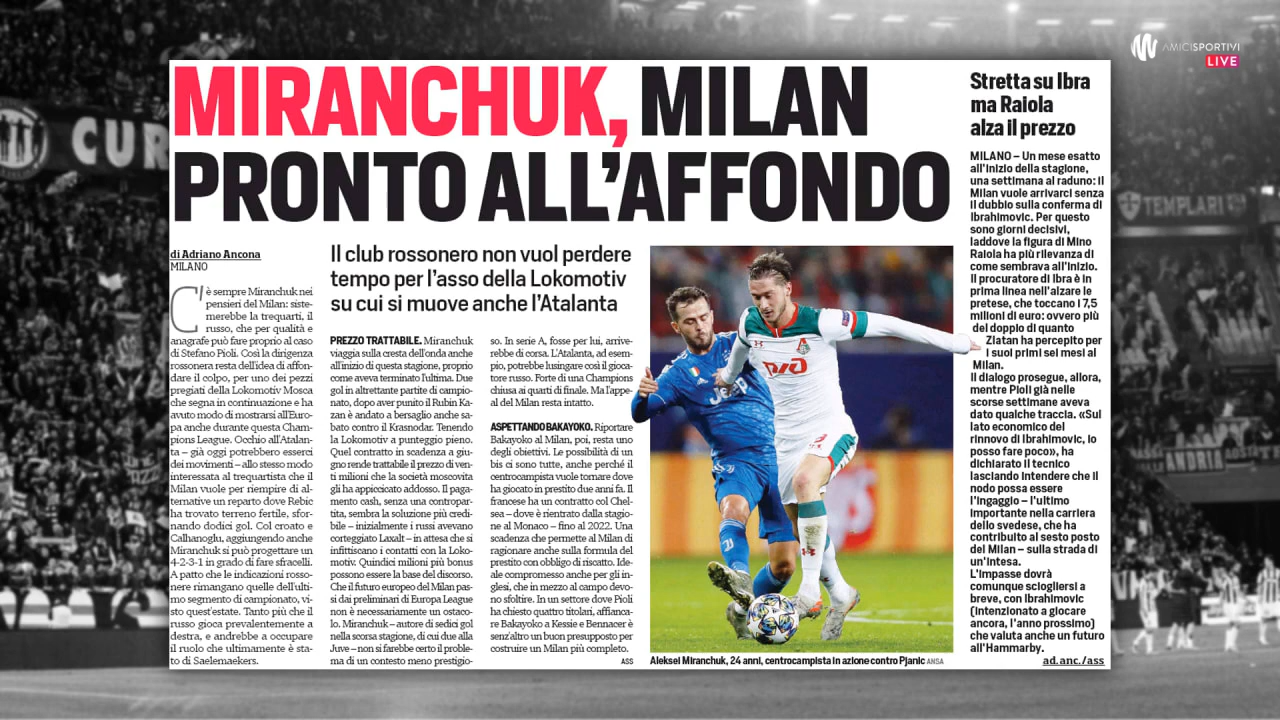 AMICISPORTIVI
LIVE
CUR
TEMPLARI
ANDRIA
MIRANCHUK, MILAN
PRONTO ALL'AFFONDO
di Adriano Ancona
MILANO
Il club rossonero non vuol perdere
tempo per l'asso della Lokomotiv
su cui si muove anche l'Atalanta
C'è sempre Miranchuk nei
pensieri del Milan: siste-
merebbe la trequarti, il
russo, che per qualità e
anagrafe può fare proprio al caso
di Stefano Pioli. Così la dirigenza
rossonera resta dell'idea di affon-
dare il colpo, per uno dei pezzi
pregiati della Lokomotiv Mosca
che segna in continuazione e ha
avuto modo di mostrarsi all'Euro-
pa anche durante questa Cham-
pions League. Occhio all'Atalan-
ta – già oggi potrebbero esserci
dei movimenti – allo stesso modo
interessata al trequartista che il
Milan vuole per riempire di al-
ternative un reparto dove Rebic
ha trovato terreno fertile, sfor-
nando dodici gol. Col croato e
Calhanoglu, aggiungendo anche
Miranchuk si può progettare un
4-2-3-1 in grado di fare sfracelli.
A patto che le indicazioni rosso-
nere rimangano quelle dell'ulti-
mo segmento di campionato, vi-
sto quest'estate. Tanto più che il
russo gioca prevalentemente a
destra, e andrebbe a occupare
il ruolo che ultimamente è sta-
to di Saelemaekers.
PREZZO TRATTABILE. Miranchuk
viaggia sulla cresta dell'onda anche
all'inizio di questa stagione, proprio
come aveva terminato l'ultima. Due
gol in altrettante partite di campio-
nato, dopo aver punito il Rubin Ka-
zan è andato a bersaglio anche sa-
bato contro il Krasnodar. Tenendo
la Lokomotiv a punteggio pieno.
Quel contratto in scadenza a giu-
gno rende trattabile il prezzo di ven-
ti milioni che la società moscovita
gli ha appiccicato addosso. Il paga-
mento cash, senza una contropar-
tita, sembra la soluzione più credi-
bile – inizialmente i russi avevano
corteggiato Laxalt – in attesa che si
infittiscano i contatti con la Loko-
motiv. Quindici milioni più bonus
possono essere la base del discorso.
Che il futuro europeo del Milan pas-
si dai preliminari di Europa League
non è necessariamente un ostaco-
lo. Miranchuk – autore di sedici gol
nella scorsa stagione, di cui due alla
Juve – non si farebbe certo il proble-
ma di un contesto meno prestigio-
so. In serie A, fosse per lui, arrive-
rebbe di corsa. L'Atalanta, ad esem-
pio, potrebbe lusingare così il gioca-
tore russo. Forte di una Champions
chiusa ai quarti di finale. Ma l'appe-
al del Milan resta intatto.
ASPETTANDO BAKAYOKO. Riportare
Bakayoko al Milan, poi, resta uno
degli obiettivi. Le possibilità di un
bis ci sono tutte, anche perché il
centrocampista vuole tornare dove
ha giocato in prestito due anni fa. Il
francese ha un contratto col Chel-
sea – dove è rientrato dalla stagio-
ne al Monaco – fino al 2022. Una
scadenza che permette al Milan di
ragionare anche sulla formula del
prestito con obbligo di riscatto. Ide-
ale compromesso anche per gli in-
glesi, che in mezzo al campo devo-
no sfoltire. In un settore dove Pioli
ha chiesto quattro titolari, affianca-
re Bakayoko a Kessie e Bennacer è
senz'altro un buon presupposto per
costruire un Milan più completo.
ASS
Jeep
Aleksei Miranchuk, 24 anni, centrocampista in azione contro Pjanic ANSA
Stretta su Ibra
ma Raiola
alza il prezzo
MILANO – Un mese esatto
all'inizio della stagione,
una settimana al raduno: il
Milan vuole arrivarci senza
il dubbio sulla conferma di
Ibrahimovic. Per questo
sono giorni decisivi,
laddove la figura di Mino
Raiola ha più rilevanza di
come sembrava all'inizio.
Il procuratore di Ibra è in
prima linea nell'alzare le
pretese, che toccano i 7,5
milioni di euro: ovvero più
del doppio di quanto
Zlatan ha percepito per
i suoi primi sei mesi al
Milan.
Il dialogo prosegue, allora,
mentre Pioli già nelle
scorse settimane aveva
dato qualche traccia. «Sul
lato economico del
rinnovo di Ibrahimovic, io
posso fare poco», ha
dichiarato il tecnico
lasciando intendere che il
nodo possa essere
l'ingaggio – l'ultimo
importante nella carriera
dello svedese, che ha
contribuito al sesto posto
del Milan – sulla strada di
un'intesa.
L'impasse dovrà
comunque sciogliersi a
breve, con Ibrahimovic
(intenzionato a giocare
ancora, l'anno prossimo)
che valuta anche un futuro
all'Hammarby.
ad.anc./ass